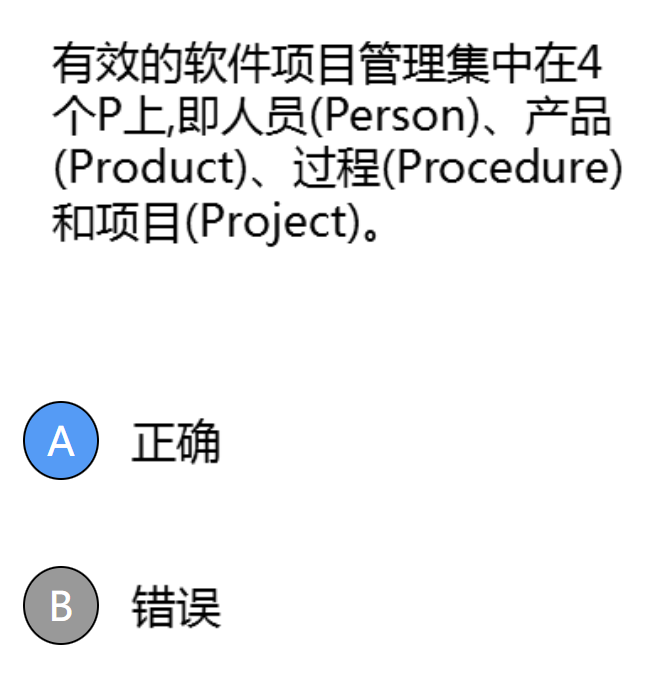 有效的软件项目管理集中在4
个P上,即人员(Person)、产品
(Product)、过程(Procedure)
和项目(Project)。
A 正确
B 错误